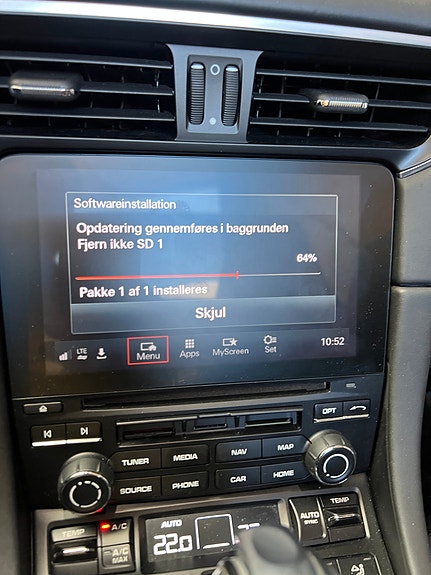 Softwareinstallation
Opdatering gennemføres i baggrunden
Fjern ikke SD 1
64%
Pakke 1 af 1 installeres
Skjul
LTE
Menu
Apps
MyScreen
Set
10:52
OPT
TUNER
MEDIA
NAV
MAP
SOURCE
PHONE
CAR
HOME
TEMP
A/C
A/C
MAX
AUTO
22.0
AUTO
SYNC
TEMP